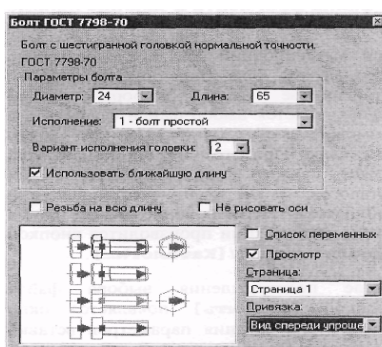 Болт ГОСТ 7798-70
Болт с шестигранной головкой нормальной точности.
ГОСТ 7798-70
Параметры болта
Диаметр: 24 Длина: 65
Исполнение: 1 - болт простой
Вариант исполнения головки: 2
Использовать ближайшую длину
Резьба на всю длину Не рисовать оси
Список переменных
Просмотр
Страница:
Страница 1
Привязка:
Вид спереди упроще